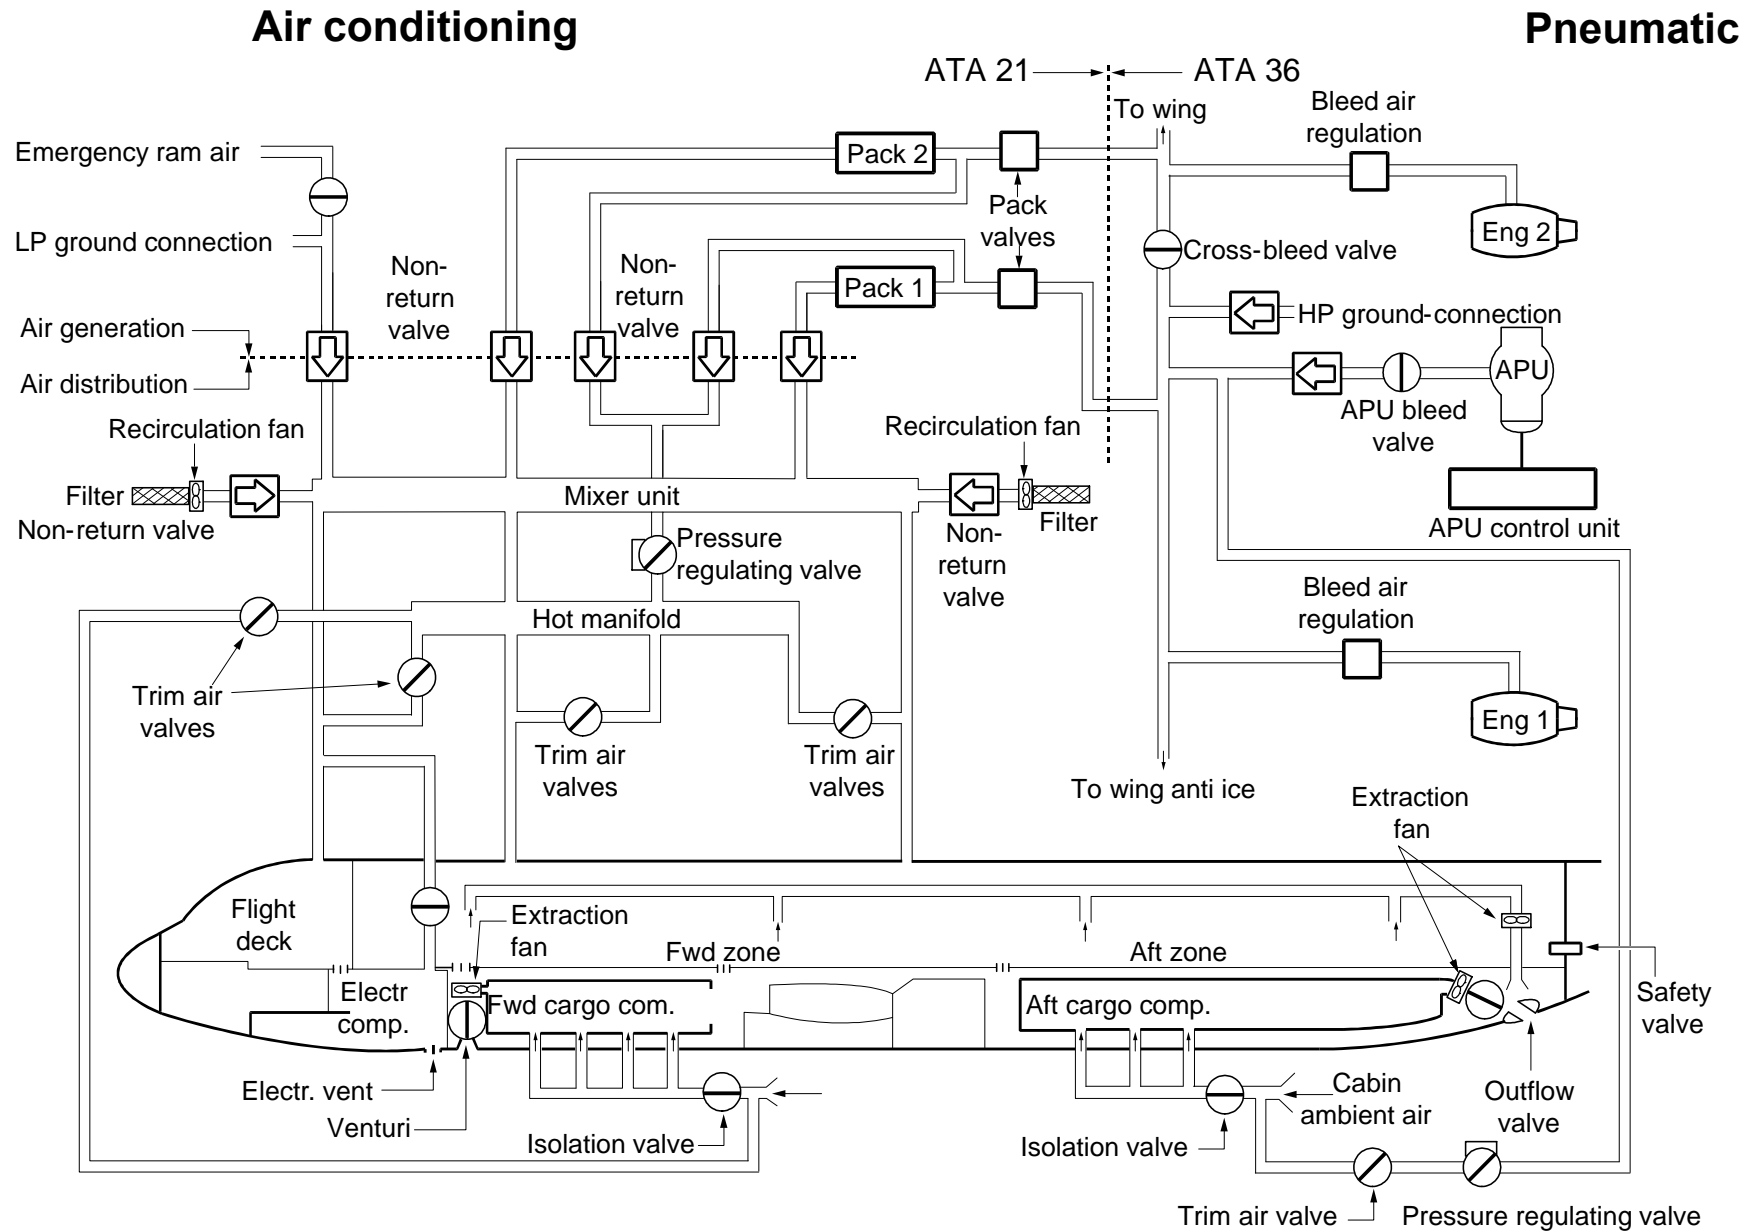 Air conditioning
Pneumatic
ATA 21
ATA 36
To wing
Bleed air
regulation
Emergency ram air
Pack 2
Pack
valves
Eng 2
LP ground connection
Non-
return
valve
Non-
return
valve
Cross-bleed valve
Pack 1
HP ground-connection
Air generation
Air distribution
APU
APU bleed
valve
Recirculation fan
Recirculation fan
Filter
Non-return valve
Mixer unit
Filter
Non-
return
valve
APU control unit
Pressure
regulating valve
Bleed air
regulation
Hot manifold
Trim air
valves
Trim air
valves
Trim air
valves
Eng 1
To wing anti ice
Extraction
fan
Flight
deck
Extraction
fan
Fwd zone
Aft zone
Electr
comp.
Fwd cargo com.
Aft cargo comp.
Safety
valve
Electr. vent
Venturi
Isolation valve
Isolation valve
Cabin
ambient air
Outflow
valve
Trim air valve
Pressure regulating valve